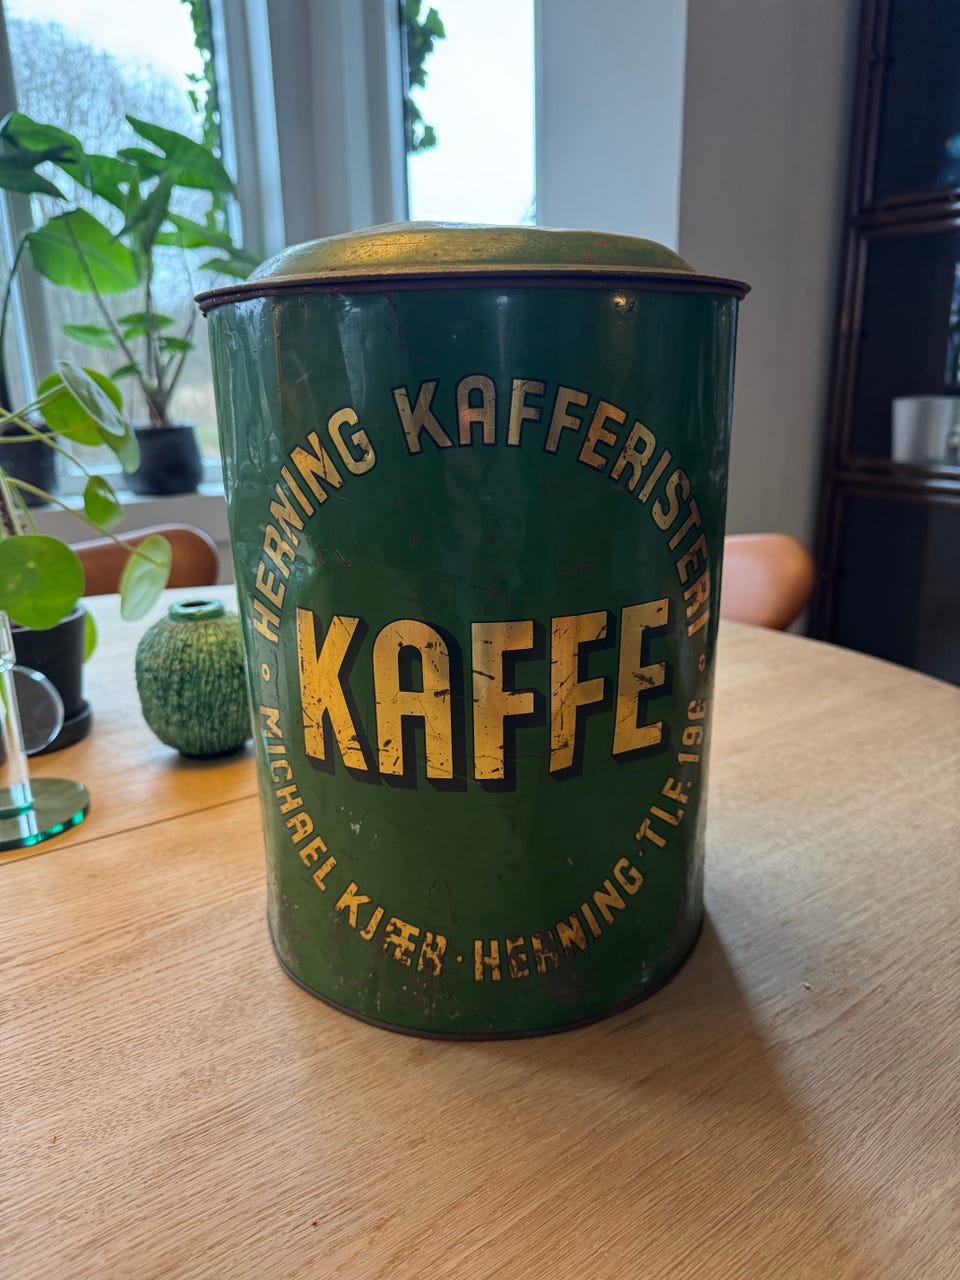 HERNING KAFFERISTERI
KAFFE
MICHAEL KJÆR · HERNING · TLF. 196